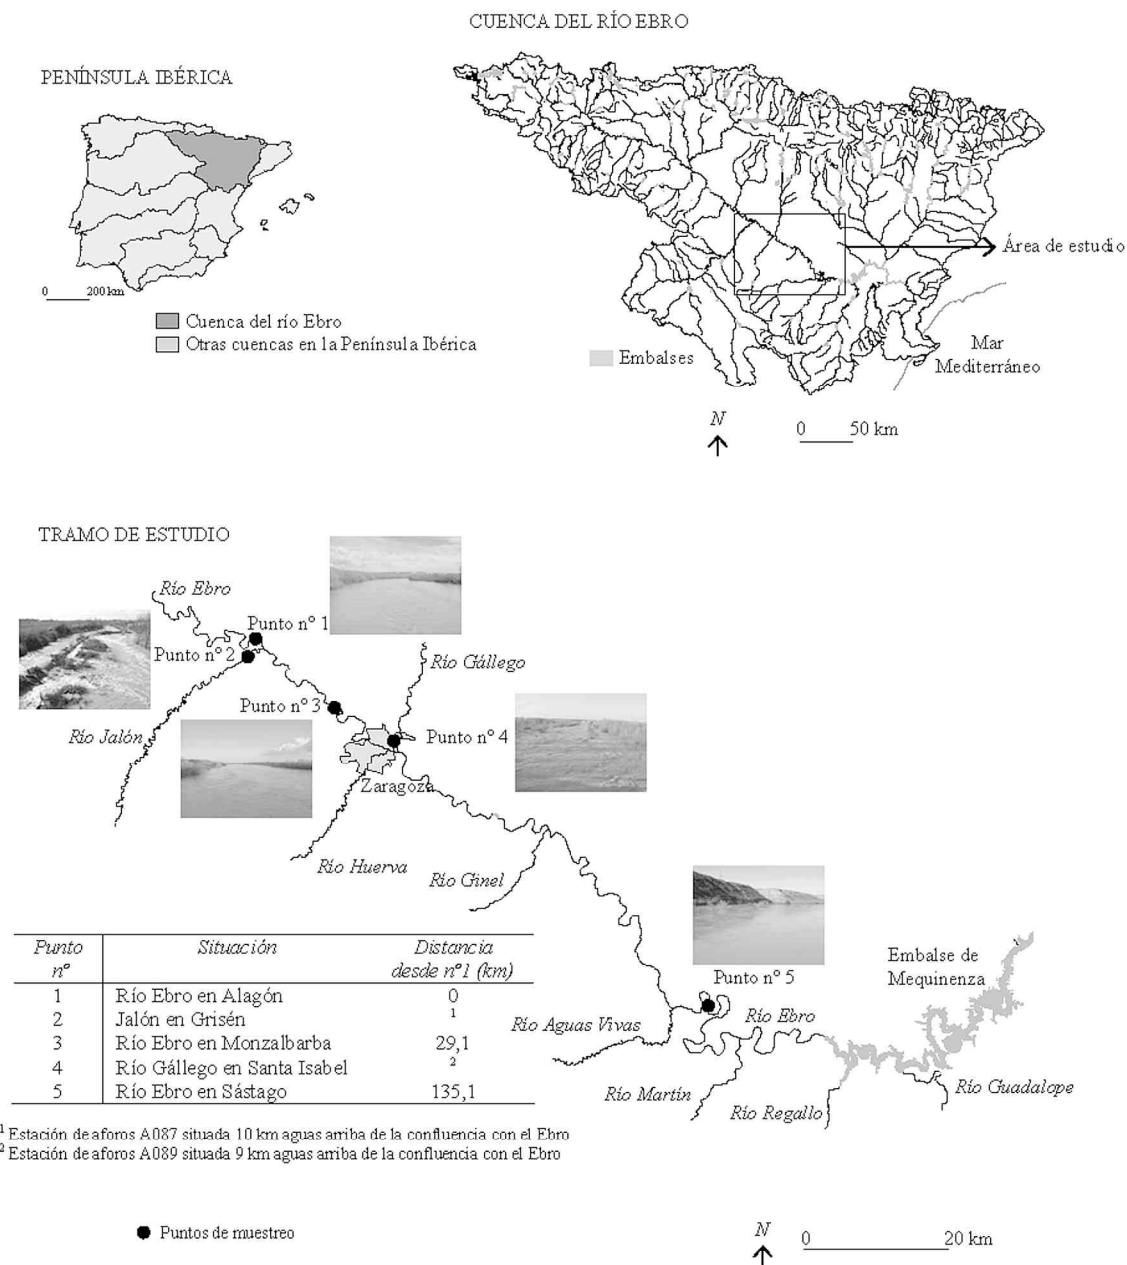 CUENCA DEL RÍO EBRO
PENÍNSULA IBÉRICA
0 200 km
Cuenca del río Ebro
Otras cuencas en la Península Ibérica
Área de estudio
Embalses
Mar
Mediterráneo
N
0 50 km
TRAMO DE ESTUDIO
Río Ebro
Punto nº 1
Punto nº 2
Río Gállego
Punto nº 3
Río Jalón
Punto nº 4
Zaragoza
Río Huerva
Río Ginel
Punto nº 5
Embalse de
Mequinenza
Río Ebro
Río Aguas Vivas
Río Martín
Río Regallo
Río Guadalope
Punto nº Situación Distancia desde nº1 (km)
1 Río Ebro en Alagón 0
2 Jalón en Grisén 1
3 Río Ebro en Monzalbarba 29,1
4 Río Gállego en Santa Isabel 2
5 Río Ebro en Sástago 135,1
1 Estación de aforos A087 situada 10 km aguas arriba de la confluencia con el Ebro
2 Estación de aforos A089 situada 9 km aguas arriba de la confluencia con el Ebro
Puntos de muestreo
N
0 20 km